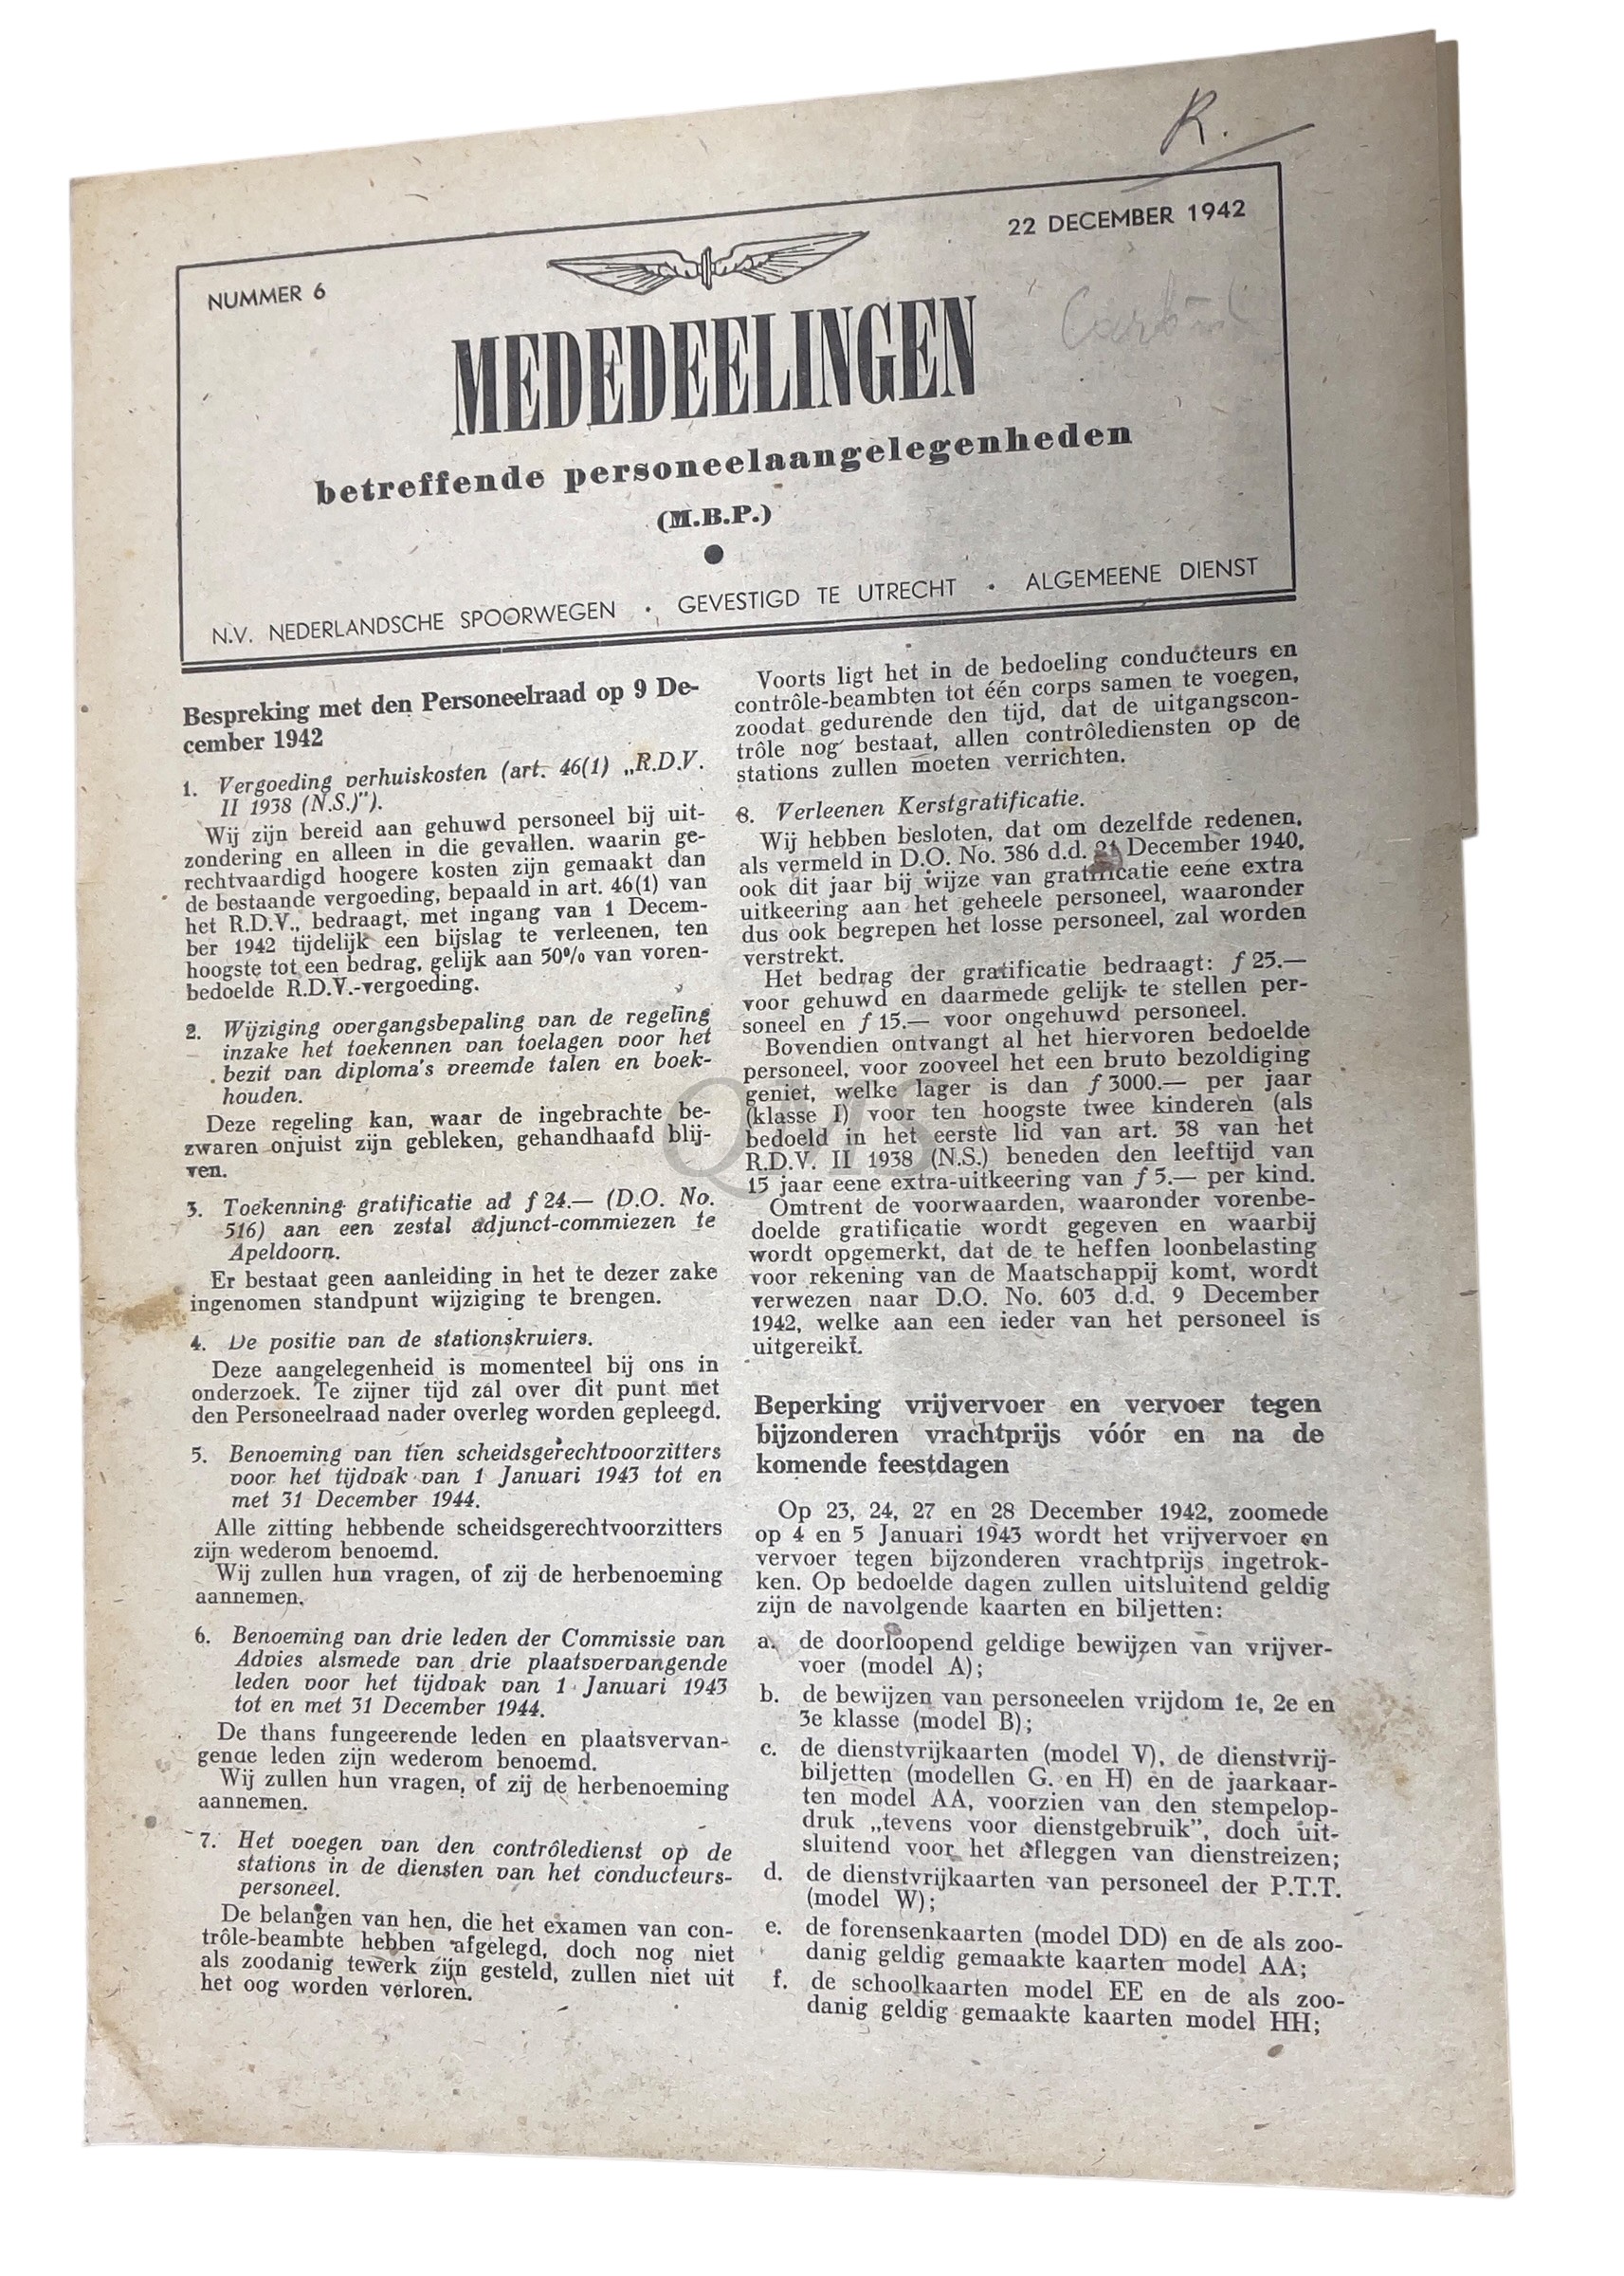 R.
NUMMER 6
22 DECEMBER 1942
MEDEDEELINGEN
betreffende personeelaangelegenheden
(M.B.P.)
N.V. NEDERLANDSCHE SPOORWEGEN • GEVESTIGD TE UTRECHT • ALGEMEENE DIENST
Bespreking met den Personeelraad op 9 De-
cember 1942
1. Vergoeding verhuiskosten (art. 46(1) „R.D.V.
II 1938 (N.S.)").
Wij zijn bereid aan gehuwd personeel bij uit-
zondering en alleen in die gevallen. waarin ge-
rechtvaardigd hoogere kosten zijn gemaakt dan
de bestaande vergoeding, bepaald in art. 46(1) van
het R.D.V., bedraagt, met ingang van 1 Decem-
ber 1942 tijdelijk een bijslag te verleenen, ten
hoogste tot een bedrag, gelijk aan 50% van voren-
bedoelde R.D.V.-vergoeding.
2. Wijziging overgangsbepaling van de regeling
inzake het toekennen van toelagen voor het
bezit van diploma's vreemde talen en boek-
houden.
Deze regeling kan, waar de ingebrachte be-
zwaren onjuist zijn gebleken, gehandhaafd blij-
ven.
3. Toekenning gratificatie ad f 24.— (D.O. No.
516) aan een zestal adjunct-commiezen te
Apeldoorn.
Er bestaat geen aanleiding in het te dezer zake
ingenomen standpunt wijziging te brengen.
4. De positie van de stationskruiers.
Deze aangelegenheid is momenteel bij ons in
onderzoek. Te zijner tijd zal over dit punt met
den Personeelraad nader overleg worden gepleegd.
5. Benoeming van tien scheidsgerechtvoorzitters
voor het tijdvak van 1 Januari 1943 tot en
met 31 December 1944.
Alle zitting hebbende scheidsgerechtvoorzitters
zijn wederom benoemd.
Wij zullen hun vragen, of zij de herbenoeming
aannemen.
6. Benoeming van drie leden der Commissie van
Advies alsmede van drie plaatsvervangende
leden voor het tijdvak van 1 Januari 1943
tot en met 31 December 1944.
De thans fungeerende leden en plaatsvervan-
gende leden zijn wederom benoemd.
Wij zullen hun vragen, of zij de herbenoeming
aannemen.
7. Het voegen van den contrôledienst op de
stations in de diensten van het conducteurs-
personeel.
De belangen van hen, die het examen van con-
trôle-beambte hebben afgelegd, doch nog niet
als zoodanig tewerk zijn gesteld, zullen niet uit
het oog worden verloren.
Voorts ligt het in de bedoeling conducteurs en
contrôle-beambten tot één corps samen te voegen,
zoodat gedurende den tijd, dat de uitgangscon-
trôle nog bestaat, allen contrôlediensten op de
stations zullen moeten verrichten.
8. Verleenen Kerstgratificatie.
Wij hebben besloten, dat om dezelfde redenen,
als vermeld in D.O. No. 386 d.d. 21 December 1940,
ook dit jaar bij wijze van gratificatie eene extra
uitkeering aan het geheele personeel, waaronder
dus ook begrepen het losse personeel, zal worden
verstrekt.
Het bedrag der gratificatie bedraagt: f 25.—
voor gehuwd en daarmede gelijk te stellen per-
soneel en f 15.— voor ongehuwd personeel.
Bovendien ontvangt al het hiervoren bedoelde
personeel, voor zooveel het een bruto bezoldiging
geniet, welke lager is dan f 3000.— per jaar
(klasse I) voor ten hoogste twee kinderen (als
bedoeld in het eerste lid van art. 38 van het
R.D.V. II 1938 (N.S.) beneden den leeftijd van
15 jaar eene extra-uitkeering van f 5.— per kind.
Omtrent de voorwaarden, waaronder vorenbe-
doelde gratificatie wordt gegeven en waarbij
wordt opgemerkt, dat de te heffen loonbelasting
voor rekening van de Maatschappij komt, wordt
verwezen naar D.O. No. 603 d.d. 9 December
1942, welke aan een ieder van het personeel is
uitgereikt.
Beperking vrijvervoer en vervoer tegen
bijzonderen vrachtprijs vóór en na de
komende feestdagen
Op 23, 24, 27 en 28 December 1942, zoomede
op 4 en 5 Januari 1943 wordt het vrijvervoer en
vervoer tegen bijzonderen vrachtprijs ingetrok-
ken. Op bedoelde dagen zullen uitsluitend geldig
zijn de navolgende kaarten en biljetten:
a. de doorloopend geldige bewijzen van vrijver-
voer (model A);
b. de bewijzen van personeelen vrijdom 1e, 2e en
3e klasse (model B);
c. de dienstvrijkaarten (model V), de dienstvrij-
biljetten (modellen G. en H) en de jaarkaar-
ten model AA, voorzien van den stempelop-
druk „tevens voor dienstgebruik", doch uit-
sluitend voor het afleggen van dienstreizen;
d. de dienstvrijkaarten van personeel der P.T.T.
(model W);
e. de forensenkaarten (model DD) en de als zoo-
danig geldig gemaakte kaarten model AA;
f. de schoolkaarten model EE en de als zoo-
danig geldig gemaakte kaarten model HH;
QMS